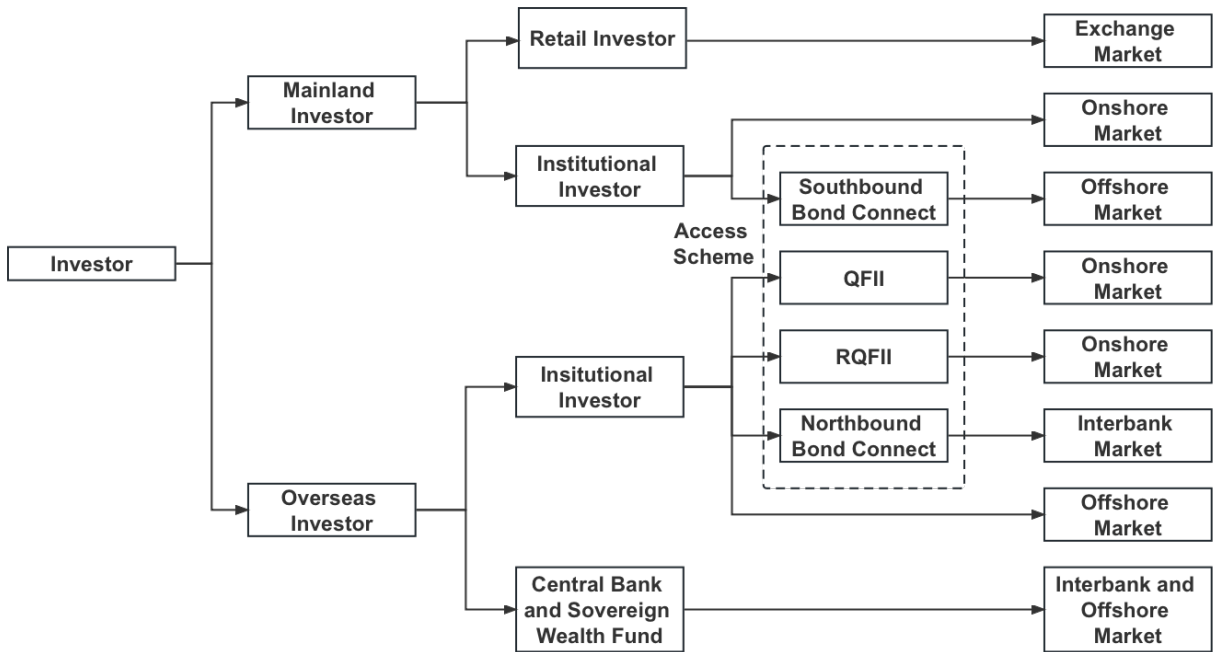 Investor
Mainland
Investor
Overseas
Investor
Retail Investor
Institutional
Investor
Insitutional
Investor
Central Bank
and Sovereign
Wealth Fund
Access
Scheme
Southbound
Bond Connect
QFII
RQFII
Northbound
Bond Connect
Exchange
Market
Onshore
Market
Offshore
Market
Onshore
Market
Onshore
Market
Interbank
Market
Offshore
Market
Interbank and
Offshore
Market